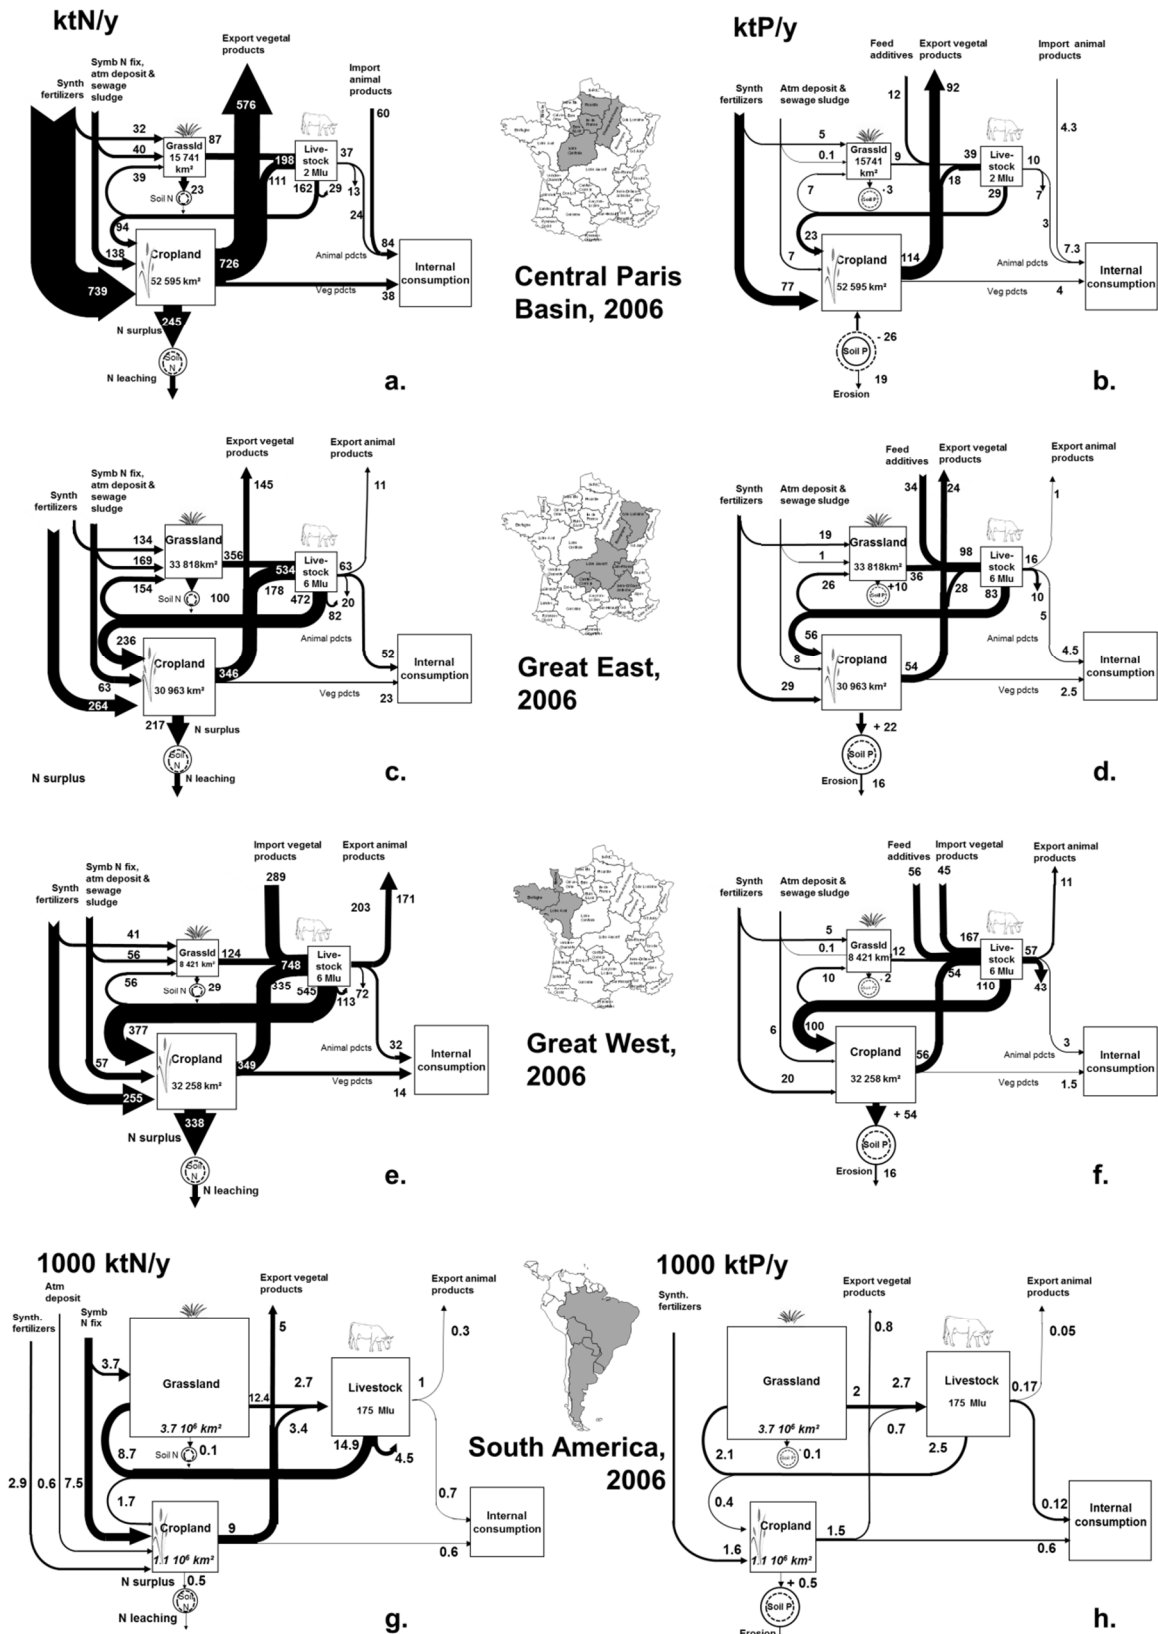 ktN/y
Export vegetal
products
Symb N fix,
atm deposit &
sewage
sludge
Synth
fertilizers
Import
animal
products
60
576
32
87
40
39
Grassld
15 741
km²
23
Soil N
198
111
Live-
stock
2 Mlu
37
162
29
13
24
94
138
739
Cropland
52 595 km²
726
84
Animal pdcts
Internal
consumption
Veg pdcts
38
245
N surplus
Soil
N
N leaching
a.
Central Paris
Basin, 2006
ktP/y
Feed
additives
Export vegetal
products
Import animal
products
Synth
fertilizers
Atm deposit &
sewage sludge
12
92
4.3
5
0.1
7
Grassld
15741
km²
9
- 3
Soil P
39
18
Live-
stock
2 Mlu
10
29
7
3
23
7
77
Cropland
52 595 km²
114
7.3
Animal pdcts
Internal
consumption
Veg pdcts
4
- 26
Soil P
19
Erosion
b.
Export vegetal
products
Export animal
products
Symb N fix,
atm deposit &
sewage
sludge
Synth
fertilizers
145
11
134
169
154
Grassland
33 818km²
356
Soil N
100
534
178
Live-
stock
6 Mlu
63
472
20
82
236
63
264
Cropland
30 963 km²
346
Animal pdcts
52
Internal
consumption
Veg pdcts
23
217
N surplus
Soil
N
N leaching
N surplus
c.
Great East,
2006
Feed
additives
Export vegetal
products
Export animal
products
Synth
fertilizers
Atm deposit &
sewage sludge
34
24
1
19
1
26
Grassland
33 818km²
36
+10
Soil P
98
28
Live-
stock
6 Mlu
16
83
10
5
56
8
29
Cropland
30 963 km²
54
Animal pdcts
4.5
Internal
consumption
Veg pdcts
2.5
+ 22
Soil P
Erosion
16
d.
Import vegetal
products
Export animal
products
Symb N fix,
atm deposit &
sewage
sludge
Synth
fertilizers
289
171
203
41
56
56
Grassld
8 421 km²
124
Soil N
29
748
335
Live-
stock
6 Mlu
545
72
113
377
57
255
Cropland
32 258 km²
349
Animal pdcts
32
Internal
consumption
Veg pdcts
14
338
N surplus
Soil
N
N leaching
e.
Great West,
2006
Feed
additives
Import vegetal
products
Export animal
products
Synth
fertilizers
Atm deposit &
sewage sludge
56
45
11
5
0.1
10
Grassld
8 421 km²
12
- 2
Soil P
167
54
Live-
stock
6 Mlu
57
110
43
100
6
20
Cropland
32 258 km²
56
3
Animal pdcts
Internal
consumption
Veg pdcts
1.5
+ 54
Soil P
Erosion
16
f.
1000 ktN/y
Atm
deposit
Synth.
fertilizers
Symb
N fix
Export vegetal
products
Export animal
products
5
0.3
3.7
Grassland
3.7 10⁶ km²
12.4
2.7
3.4
Livestock
175 Mlu
1
8.7
Soil N
0.1
14.9
4.5
2.9
0.6
7.5
1.7
Cropland
1.1 10⁶ km²
9
0.7
Internal
consumption
0.6
N surplus
0.5
Soil
N
N leaching
g.
South America,
2006
1000 ktP/y
Synth.
fertilizers
Export vegetal
products
Export animal
products
0.8
0.05
Grassland
3.7 10⁶ km²
2
2.7
0.7
Livestock
175 Mlu
0.17
2.1
Soil P
0.1
2.5
0.4
1.6
Cropland
1.1 10⁶ km²
1.5
0.12
Internal
consumption
0.6
+ 0.5
Soil P
Erosion
h.